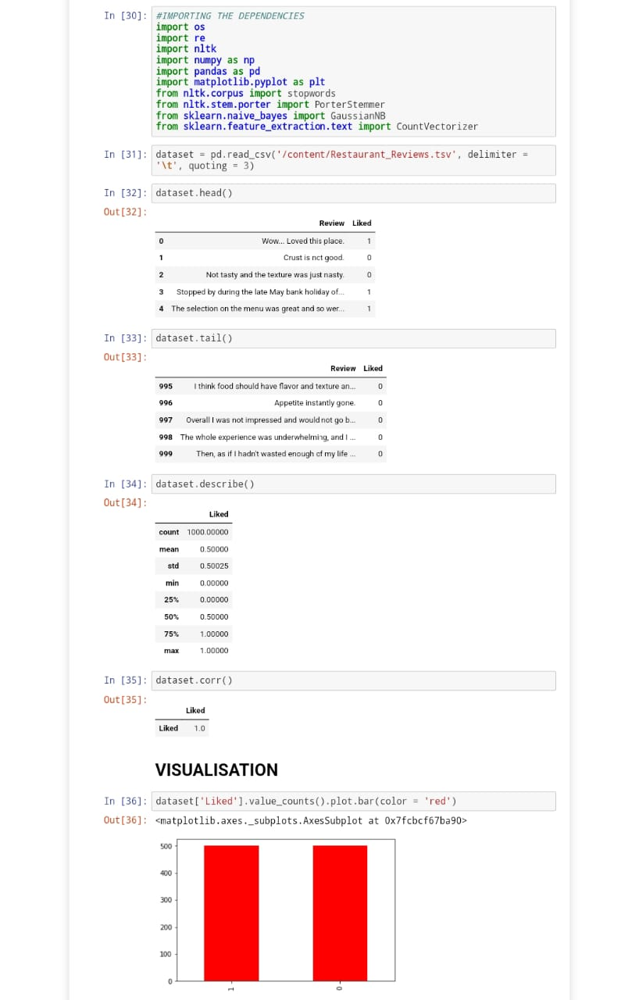 In [30]: #IMPORTING THE DEPENDENCIES
import os
import re
import nltk
import numpy as np
import pandas as pd
import matplotlib.pyplot as plt
from nltk.corpus import stopwords
from nltk.stem.porter import PorterStemmer
from sklearn.naive_bayes import GaussianNB
from sklearn.feature_extraction.text import CountVectorizer
In [31]: dataset = pd.read_csv('/content/Restaurant_Reviews.tsv', delimiter =
'\t', quoting = 3)
In [32]: dataset.head()
Out[32]:
Review Liked
0 Wow... Loved this place. 1
1 Crust is not good. 0
2 Not tasty and the texture was just nasty. 0
3 Stopped by during the late May bank holiday of... 1
4 The selection on the menu was great and so wer... 1
In [33]: dataset.tail()
Out[33]:
Review Liked
995 I think food should have flavor and texture an... 0
996 Appetite instantly gone. 0
997 Overall I was not impressed and would not go b... 0
998 The whole experience was underwhelming, and I ... 0
999 Then, as if I hadn't wasted enough of my life ... 0
In [34]: dataset.describe()
Out[34]:
Liked
count 1000.00000
mean 0.50000
std 0.50025
min 0.00000
25% 0.00000
50% 0.50000
75% 1.00000
max 1.00000
In [35]: dataset.corr()
Out[35]:
Liked
Liked 1.0
VISUALISATION
In [36]: dataset['Liked'].value_counts().plot.bar(color = 'red')
Out[36]: <matplotlib.axes._subplots.AxesSubplot at 0x7fcbcf67ba90>
500
400
300
200
100
0
1 0